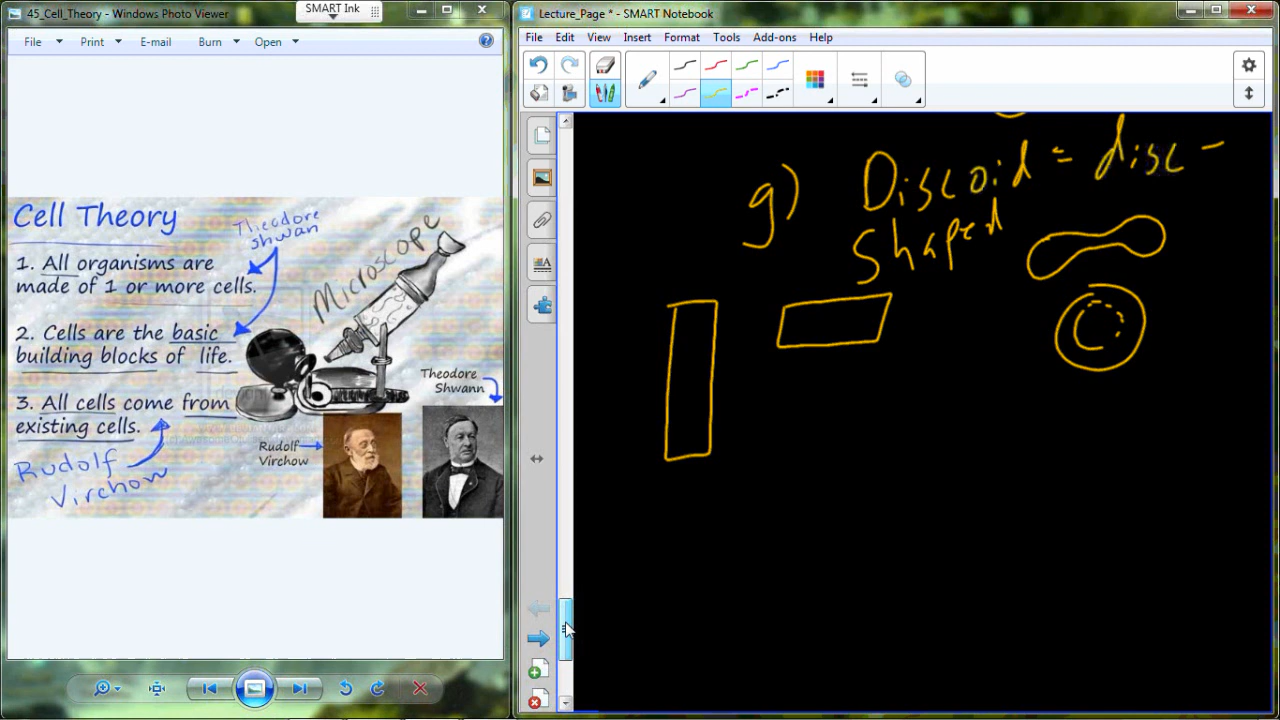 45_Cell_Theory - Windows Photo Viewer
SMART Ink
File Print E-mail Burn Open
Cell Theory
Theodore
shwan
1. All organisms are
made of 1 or more cells.
Microscope
2. Cells are the basic
building blocks of life.
3. All cells come from
existing cells.
Rudolf
Virchow
Theodore
Shwann
Rudolf
Virchow
Lecture_Page * - SMART Notebook
File Edit View Insert Format Tools Add-ons Help
g) Discoid = disc -
Shaped